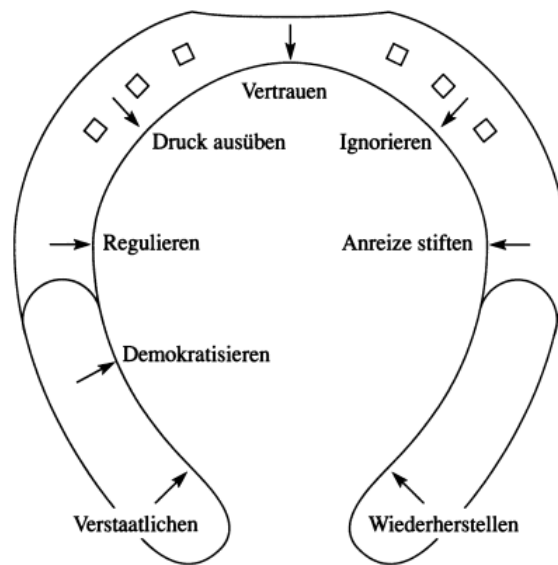 Vertrauen
Druck ausüben
Ignorieren
Regulieren
Anreize stiften
Demokratisieren
Verstaatlichen
Wiederherstellen